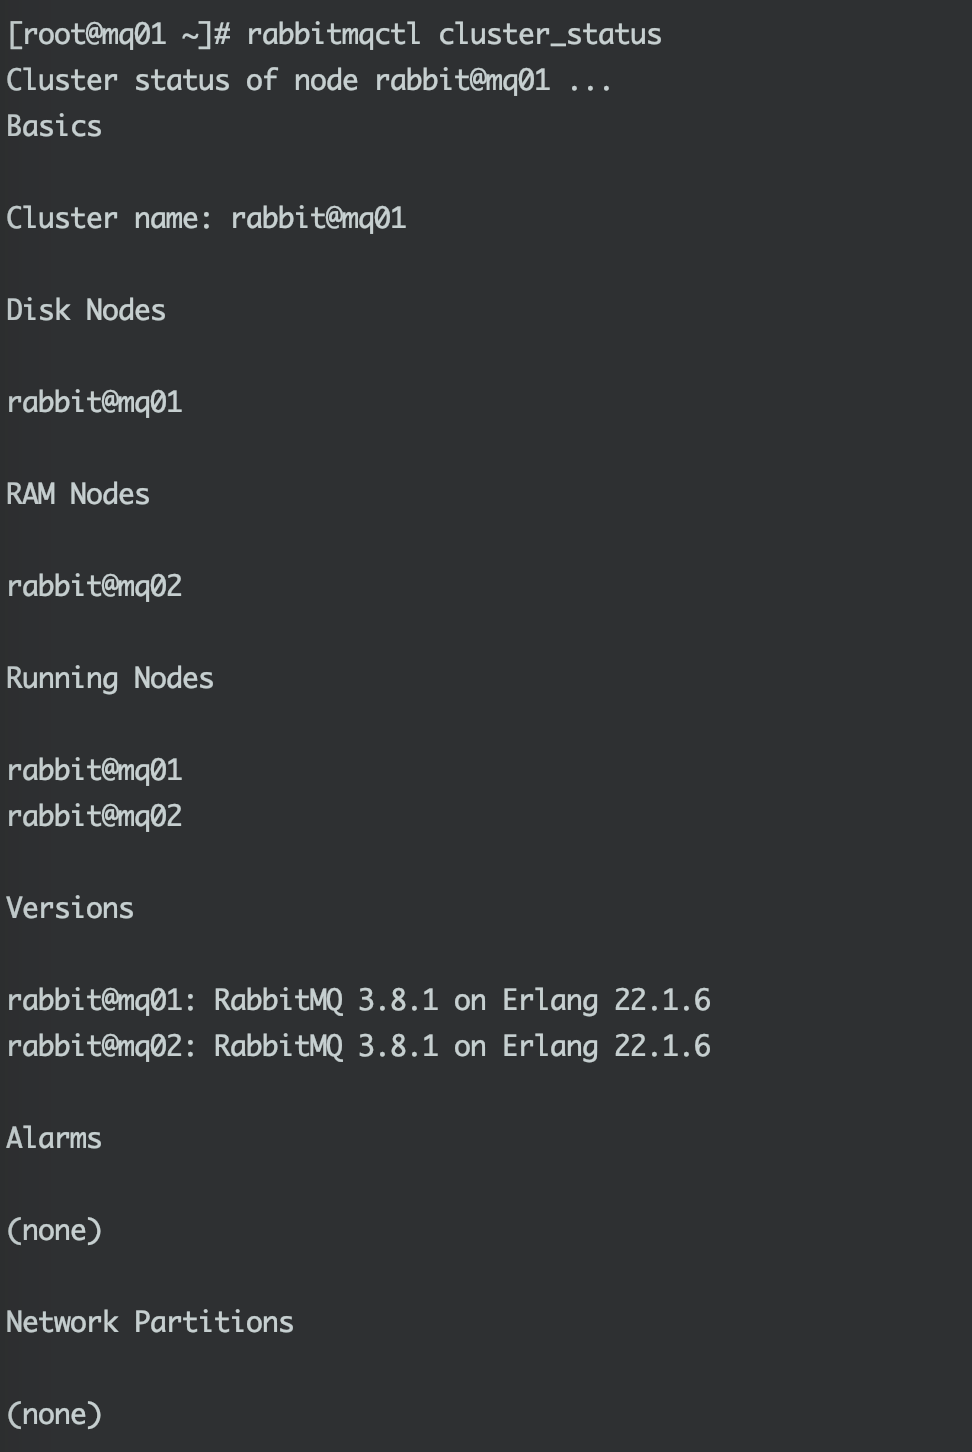 [root@mq01 ~]# rabbitmqctl cluster_status
Cluster status of node rabbit@mq01 ...
Basics
Cluster name: rabbit@mq01
Disk Nodes
rabbit@mq01
RAM Nodes
rabbit@mq02
Running Nodes
rabbit@mq01
rabbit@mq02
Versions
rabbit@mq01: RabbitMQ 3.8.1 on Erlang 22.1.6
rabbit@mq02: RabbitMQ 3.8.1 on Erlang 22.1.6
Alarms
(none)
Network Partitions
(none)